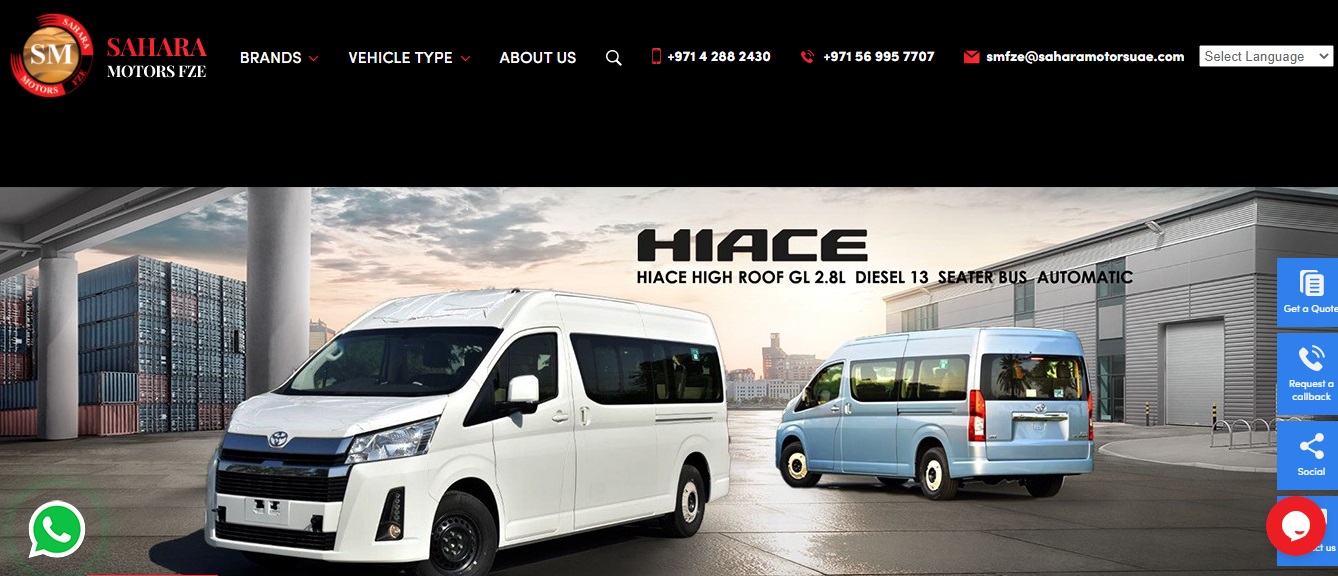 SAHARA
MOTORS FZE
SM
SAHARA
MOTORS
FZE
BRANDS
VEHICLE TYPE
ABOUT US
+971 4 288 2430
+971 56 995 7707
smfze@saharamotorsuae.com
Select Language
HIACE
HIACE HIGH ROOF GL 2.8L DIESEL 13 SEATER BUS AUTOMATIC
Get a Quote
Request a
callback
Social
ct us